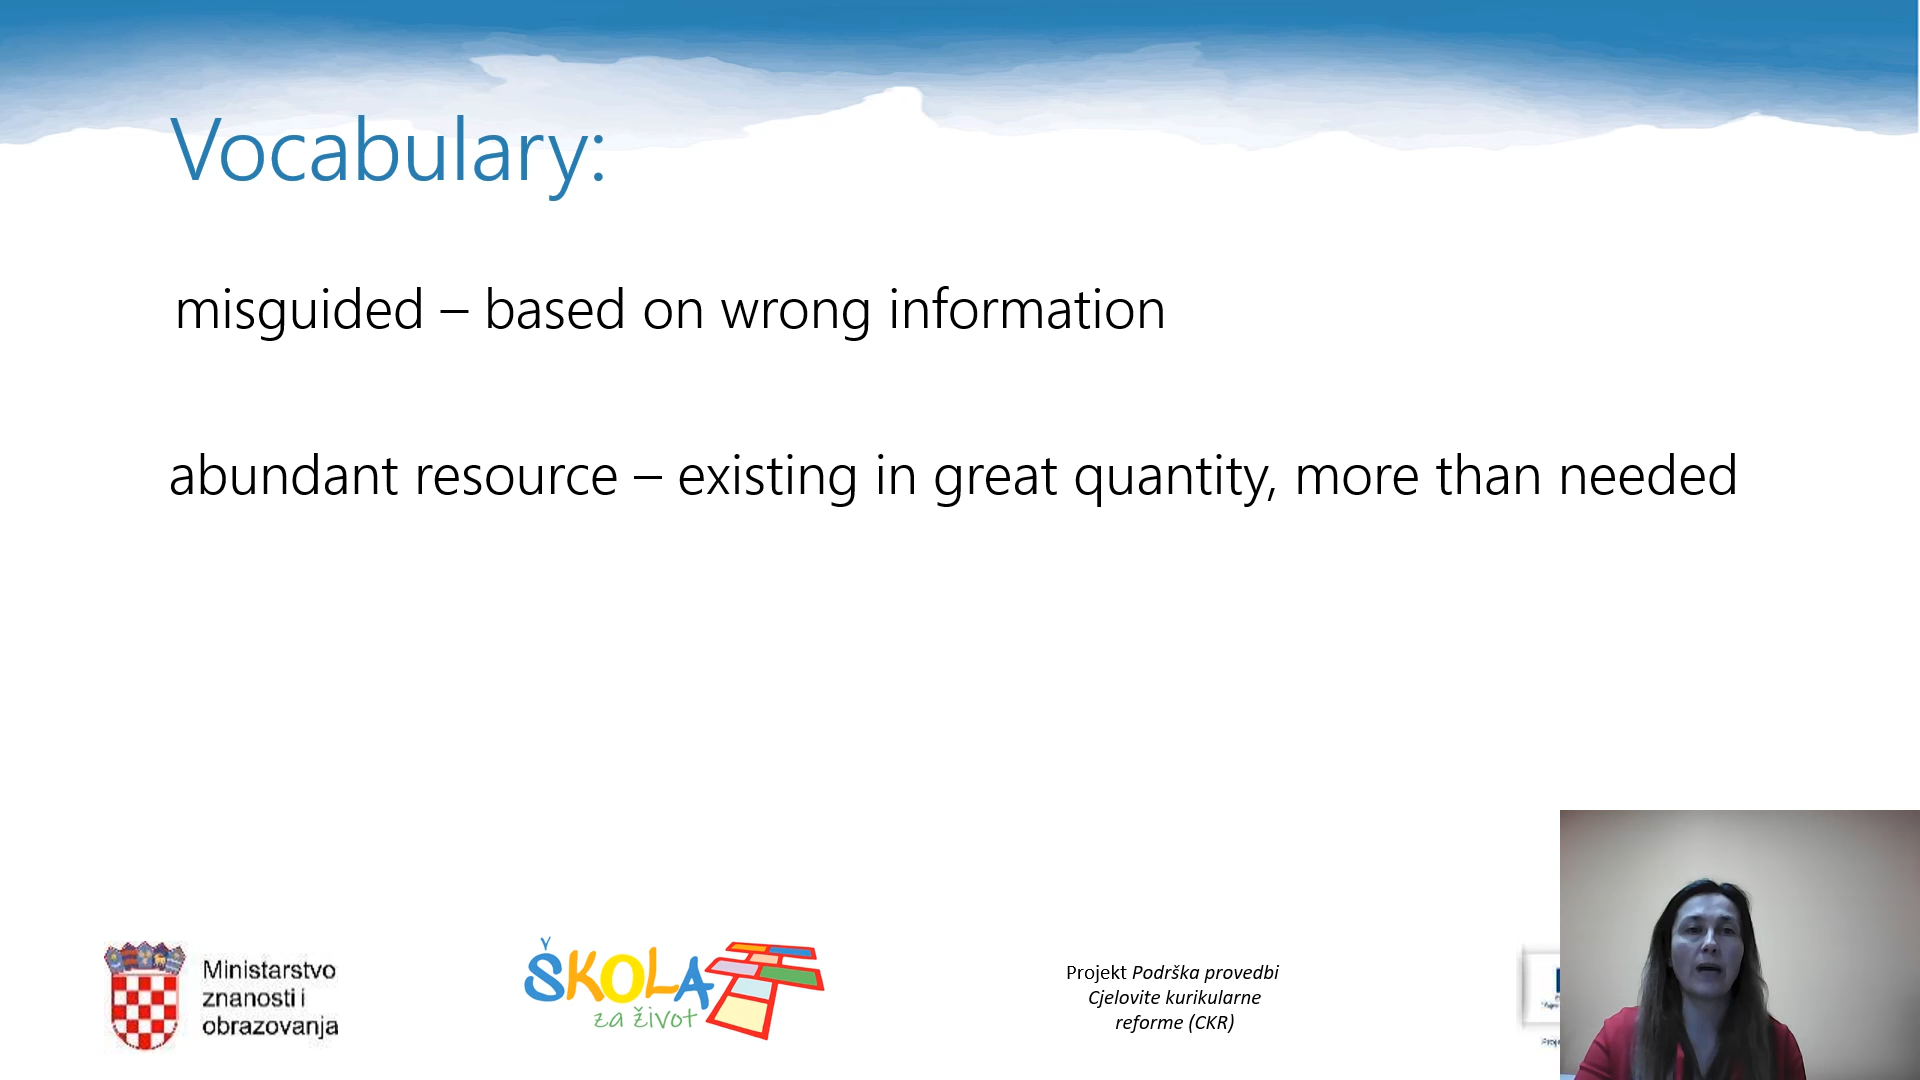 Vocabulary:
misguided – based on wrong information
abundant resource – existing in great quantity, more than needed
Ministarstvo
znanosti i
obrazovanja
ŠKOLA
za život
Projekt Podrška provedbi
Cjelovite kurikularne
reforme (CKR)